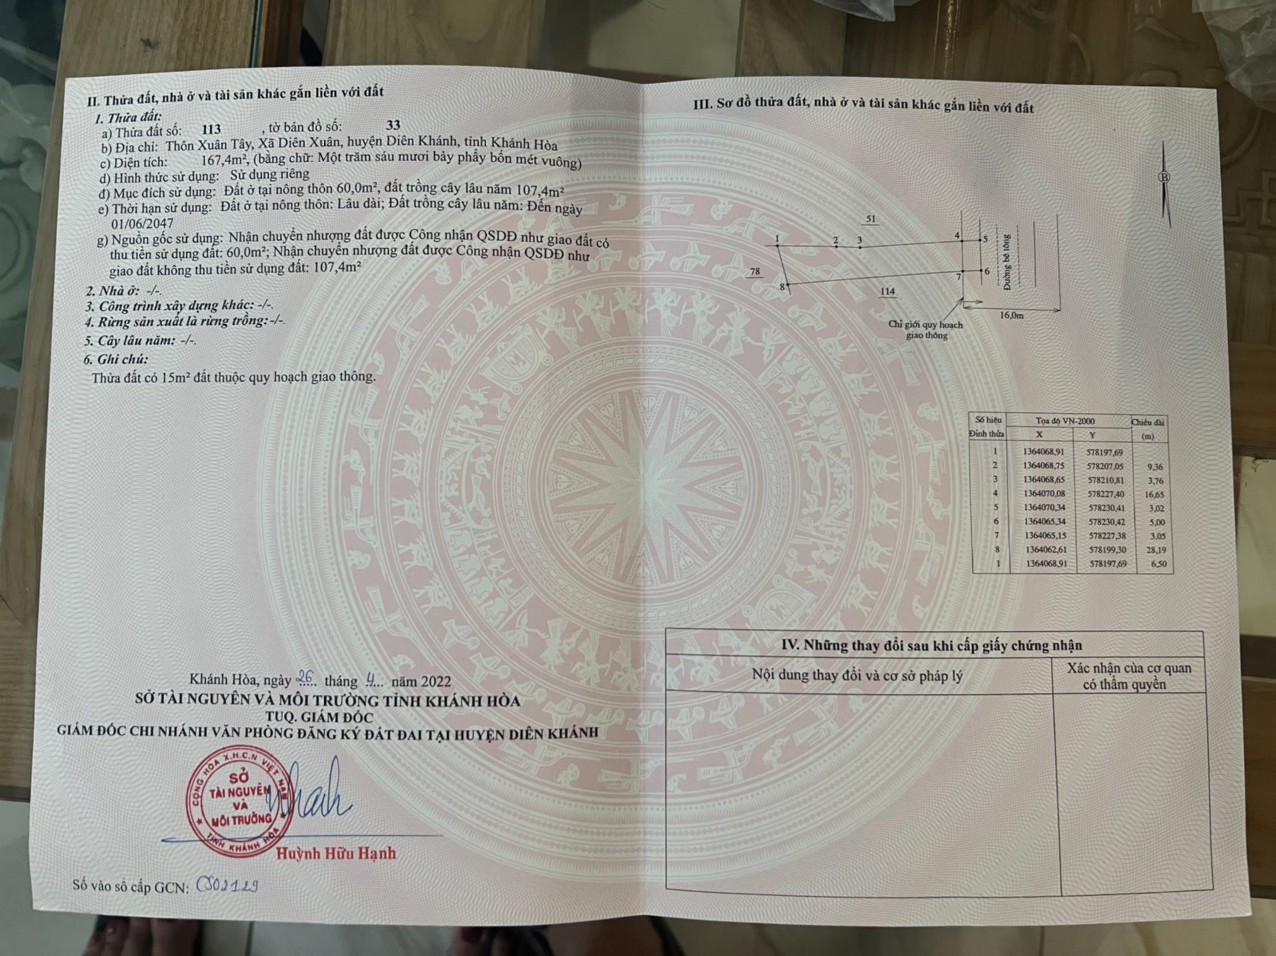 II. Thửa đất, nhà ở và tài sản khác gắn liền với đất
1. Thửa đất:
a) Thửa đất số: 113 , tờ bản đồ số: 33
b) Địa chỉ: Thôn Xuân Tây, Xã Diên Xuân, huyện Diên Khánh, tỉnh Khánh Hòa
c) Diện tích: 167,4m², (bằng chữ: Một trăm sáu mươi bảy phẩy bốn mét vuông)
d) Hình thức sử dụng: Sử dụng riêng
đ) Mục đích sử dụng: Đất ở tại nông thôn 60,0m², đất trồng cây lâu năm 107,4m²
e) Thời hạn sử dụng: Đất ở tại nông thôn: Lâu dài; Đất trồng cây lâu năm: Đến ngày
01/06/2047
g) Nguồn gốc sử dụng: Nhận chuyển nhượng đất được Công nhận QSDĐ như giao đất có
thu tiền sử dụng đất: 60,0m²; Nhận chuyển nhượng đất được Công nhận QSDĐ như
giao đất không thu tiền sử dụng đất: 107,4m²
2. Nhà ở: -/-.
3. Công trình xây dựng khác: -/-.
4. Rừng sản xuất là rừng trồng: -/-.
5. Cây lâu năm: -/-.
6. Ghi chú:
Thửa đất có 15m² đất thuộc quy hoạch giao thông.
Khánh Hòa, ngày 26 tháng 4 năm 2022
SỞ TÀI NGUYÊN VÀ MÔI TRƯỜNG TỈNH KHÁNH HÒA
TUQ. GIÁM ĐỐC
GIÁM ĐỐC CHI NHÁNH VĂN PHÒNG ĐĂNG KÝ ĐẤT ĐAI TẠI HUYỆN DIÊN KHÁNH
CỘNG HÒA X.H.C.N VIỆT NAM
SỞ
TÀI NGUYÊN
VÀ
MÔI TRƯỜNG
TỈNH KHÁNH HÒA
Huỳnh Hữu Hạnh
Số vào sổ cấp GCN: CS02129
III. Sơ đồ thửa đất, nhà ở và tài sản khác gắn liền với đất
B
51
1 2 3 4 5
78
8 7 6
114
Đường bê tông
16,0m
Chỉ giới quy hoạch
giao thông
Số hiệu Tọa độ VN-2000 Chiều dài
Đỉnh thửa X Y (m)
1 1364068,91 578197,69
2 1364068,75 578207,05 9,36
3 1364068,65 578210,81 3,76
4 1364070,08 578227,40 16,65
5 1364070,34 578230,41 3,02
6 1364065,34 578230,42 5,00
7 1364065,15 578227,38 3,05
8 1364062,61 578199,30 28,19
1 1364068,91 578197,69 6,50
IV. Những thay đổi sau khi cấp giấy chứng nhận
Nội dung thay đổi và cơ sở pháp lý
Xác nhận của cơ quan
có thẩm quyền